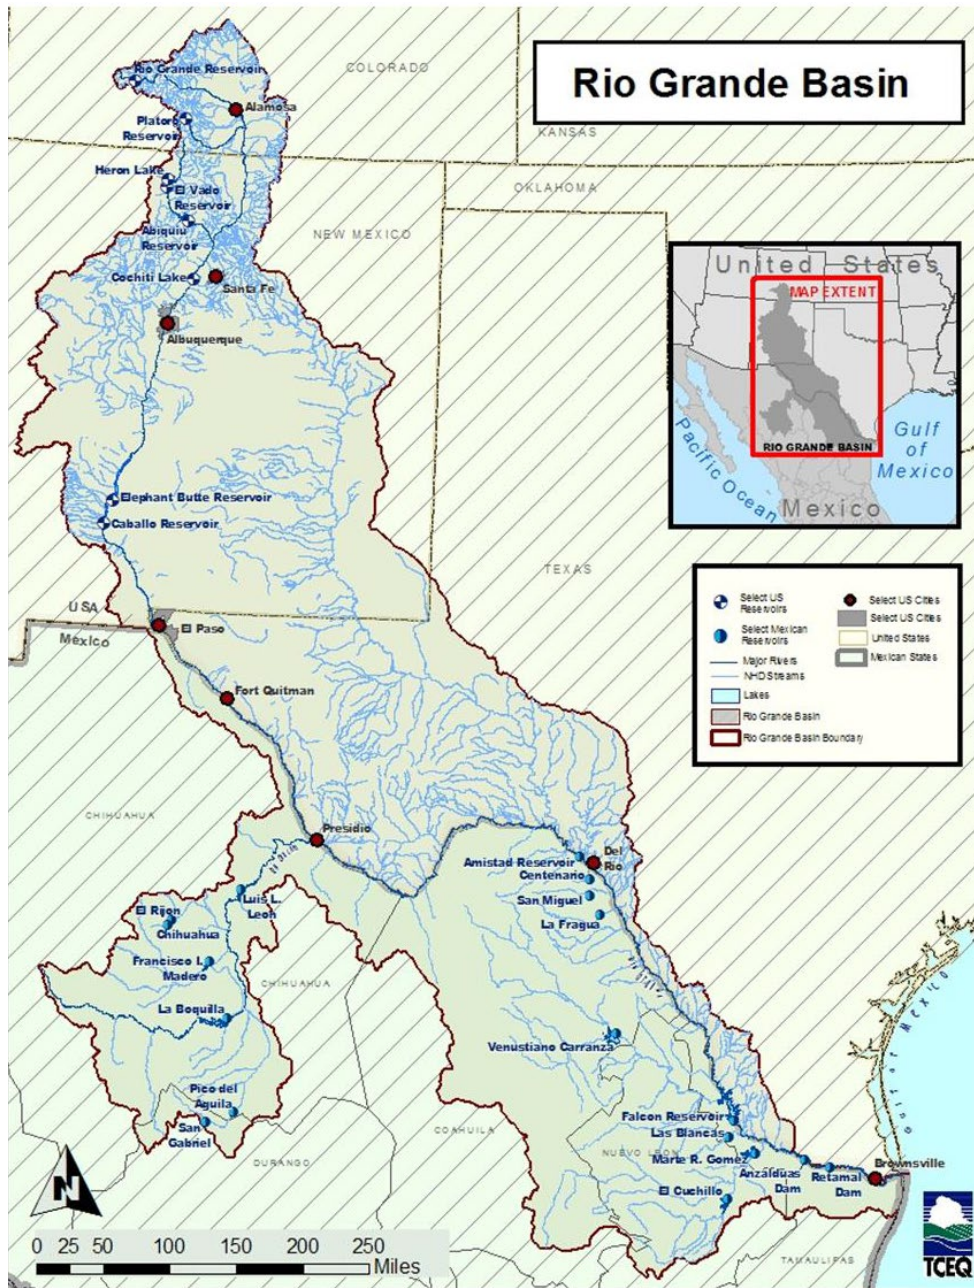 Rio Grande Basin
COLORADO
KANSAS
OKLAHOMA
NEW MEXICO
TEXAS
Rio Grande Reservoir
Alamosa
Platoro
Reservoir
Heron Lake
El Vado
Reservoir
Abiquiu
Reservoir
Cochiti Lake
Santa Fe
Albuquerque
Elephant Butte Reservoir
Caballo Reservoir
USA
Mexico
El Paso
Fort Quitman
CHIHUAHUA
Presidio
United States
MAP EXTENT
RIO GRANDE BASIN
Gulf
of
Mexico
Pacific Ocean
Mexico
Select US
Reservoirs
Select Mexican
Reservoirs
Major Rivers
NHD Streams
Lakes
Rio Grande Basin
Rio Grande Basin Boundary
Select US Cities
Select US Cities
United States
Mexican States
Amistad Reservoir
Del
Rio
Centenario
San Miguel
La Fragua
Luis L.
Leon
El Rijon
Chihuahua
Francisco I.
Madero
CHIHUAHUA
La Boquilla
Venustiano Carranza
Pico del
Aguila
San
Gabriel
DURANGO
COAHUILA
Falcon Reservoir
Las Blancas
NUEVO LEON
Marte R. Gomez
Anzalduas
Dam
Retamal
Dam
Brownsville
El Cuchillo
TAMAULIPAS
N
0 25 50 100 150 200 250
Miles
TCEQ